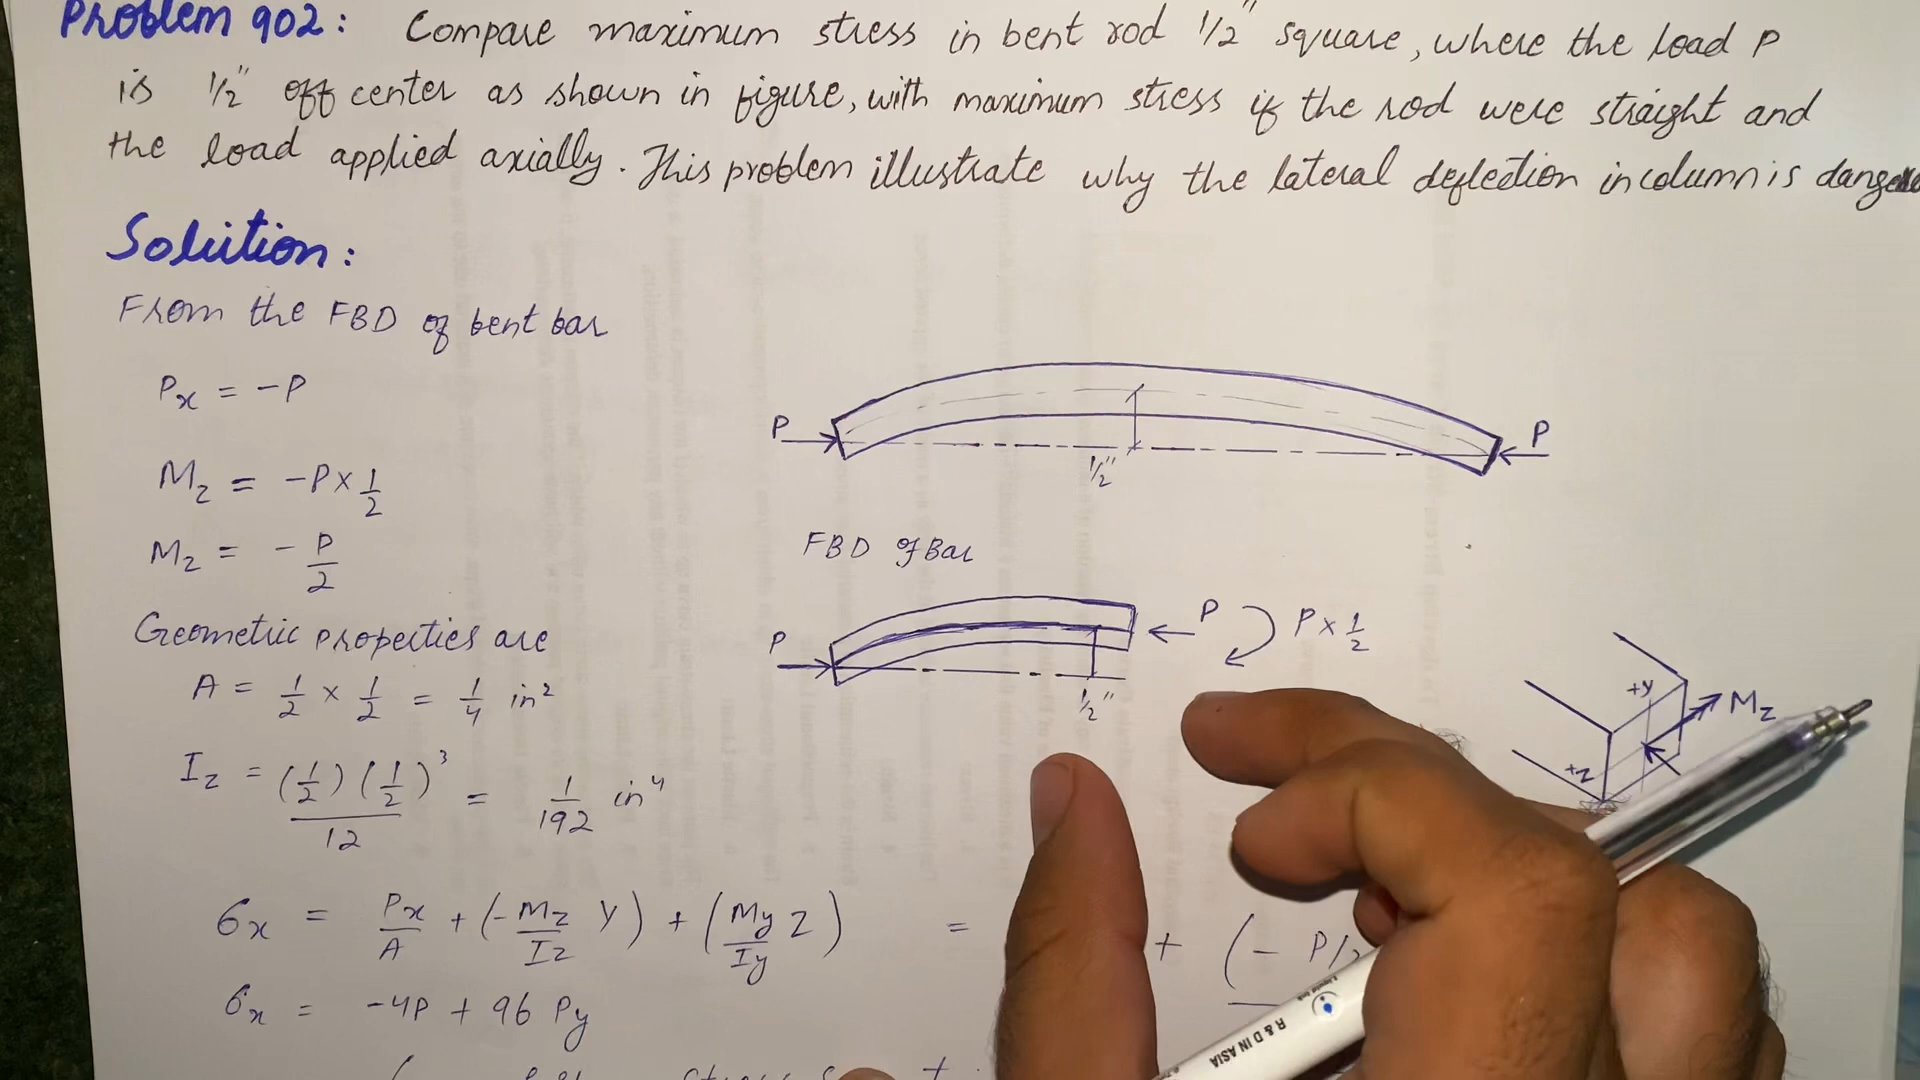 Problem 902: Compare maximum stress in bent rod 1/2" square, where the load P
is 1/2" off center as shown in figure, with maximum stress if the rod were straight and
the load applied axially. This problem illustrate why the lateral deflection in column is
Solution:
From the FBD of bent bar
Px = -P
P
P
1/2"
Mz = -P × 1/2
Mz = - P/2
FBD of Bar
P
P
P × 1/2
1/2"
Geometric properties are
A = 1/2 × 1/2 = 1/4 in²
+y
Mz
+z
Iz = (1/2) (1/2)³ / 12 = 1/192 in⁴
σx = Px/A + (- Mz/Iz y) + (My/Iy z) = + (- P/2
σx = -4P + 96 Py
R & D IN ASIA